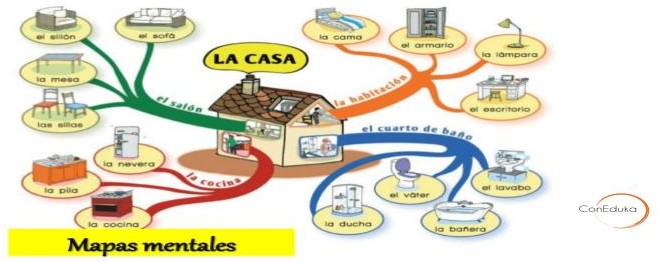 LA CASA
el salón
el sillón
el sofá
la mesa
las sillas
la habitación
la cama
el armario
la lámpara
el escritorio
la cocina
la nevera
la pila
la cocina
el cuarto de baño
la ducha
el váter
la bañera
el lavabo
Mapas mentales
ConEduka